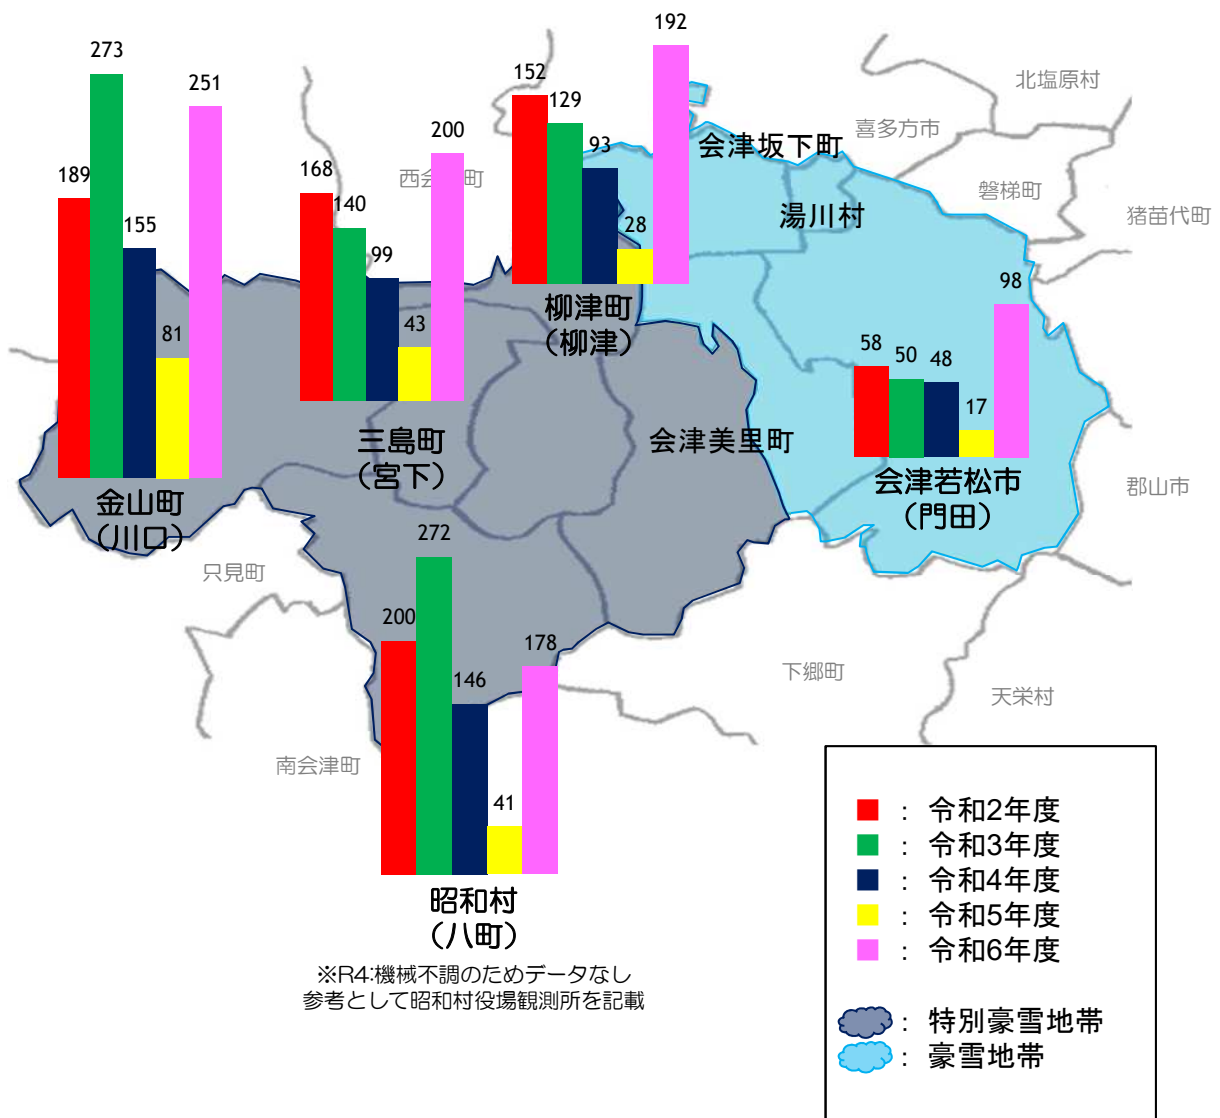 192
273
251
152
129
93
28
北塩原村
喜多方市
会津坂下町
磐梯町
猪苗代町
湯川村
200
168
140
99
43
189
155
81
98
58
50
48
17
柳津町
(柳津)
三島町
(宮下)
会津美里町
会津若松市
(門田)
郡山市
金山町
(川口)
只見町
272
200
146
41
178
下郷町
天栄村
南会津町
昭和村
(八町)
※R4:機械不調のためデータなし
参考として昭和村役場観測所を記載
: 令和2年度
: 令和3年度
: 令和4年度
: 令和5年度
: 令和6年度
: 特別豪雪地帯
: 豪雪地帯